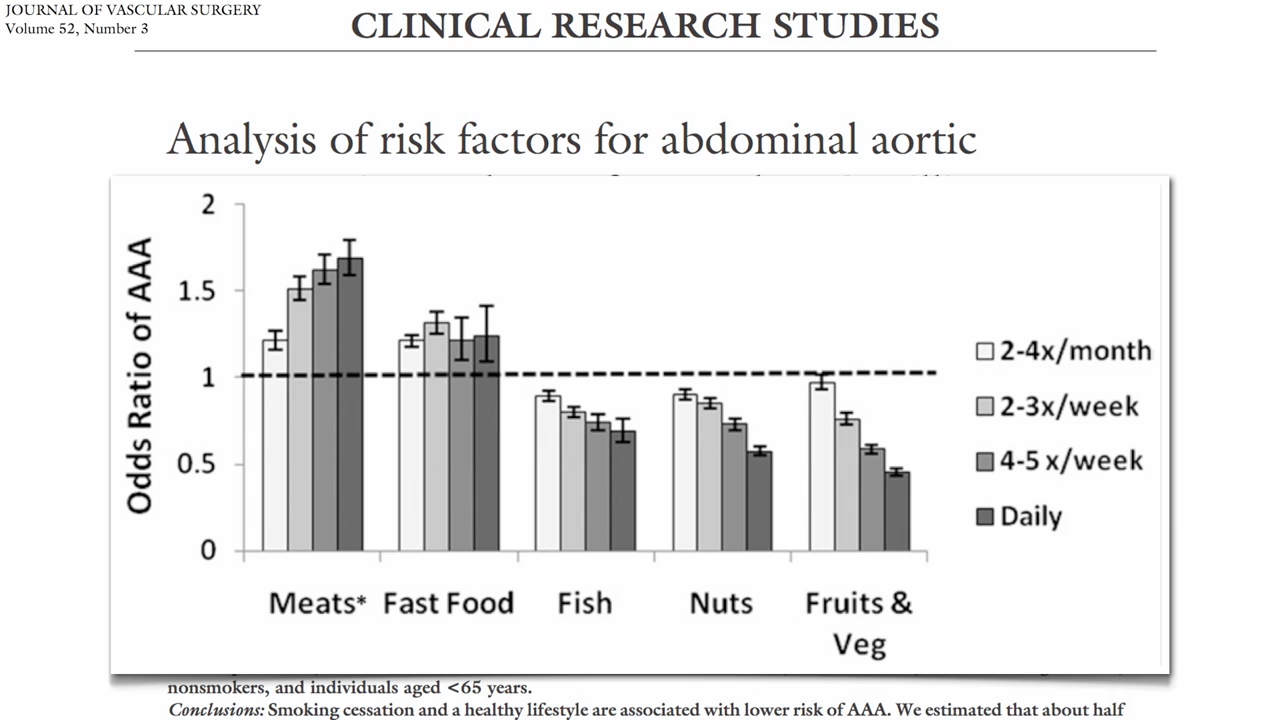 JOURNAL OF VASCULAR SURGERY
Volume 52, Number 3
CLINICAL RESEARCH STUDIES
Analysis of risk factors for abdominal aortic
Odds Ratio of AAA
2
1.5
1
0.5
0
Meats* Fast Food Fish Nuts Fruits &
Veg
2-4x/month
2-3x/week
4-5 x/week
Daily
nonsmokers, and individuals aged <65 years.
Conclusions: Smoking cessation and a healthy lifestyle are associated with lower risk of AAA. We estimated that about half